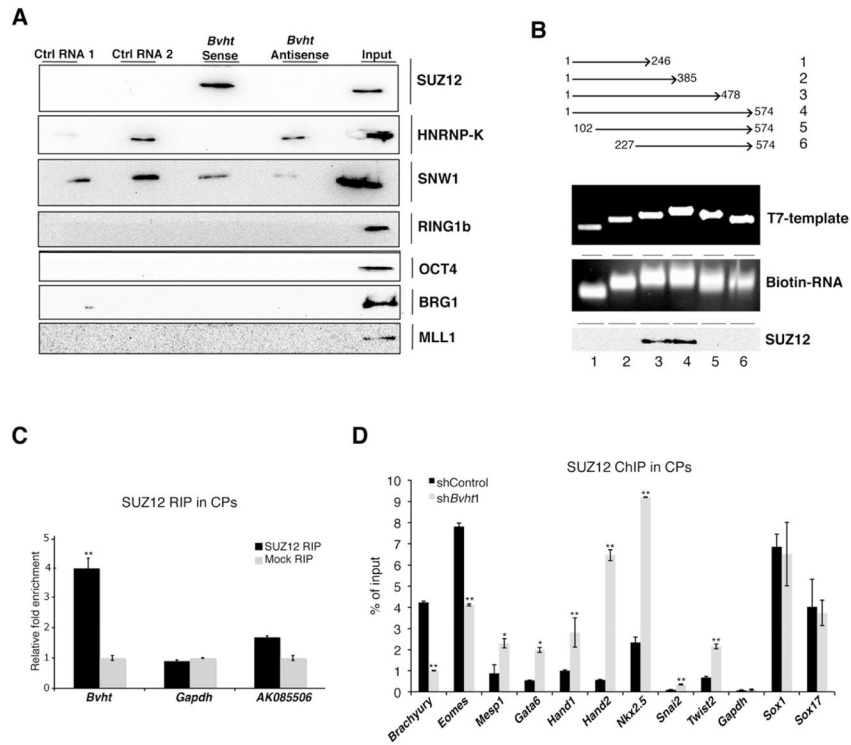 A
Ctrl RNA 1 Ctrl RNA 2 Bvht Sense Bvht Antisense Input
SUZ12
HNRNP-K
SNW1
RING1b
OCT4
BRG1
MLL1
B
1 246 1
1 385 2
1 478 3
1 574 4
102 574 5
227 574 6
T7-template
Biotin-RNA
SUZ12
1 2 3 4 5 6
C
SUZ12 RIP in CPs
SUZ12 RIP
Mock RIP
Relative fold enrichment
5
4
3
2
1
0
**
Bvht Gapdh AK085506
D
SUZ12 ChIP in CPs
shControl
shBvht1
% of input
10
9
8
7
6
5
4
3
2
1
0
** ** * * ** ** ** ** **
Brachyury Eomes Mesp1 Gata6 Hand1 Hand2 Nkx2.5 Snai2 Twist2 Gapdh Sox1 Sox17